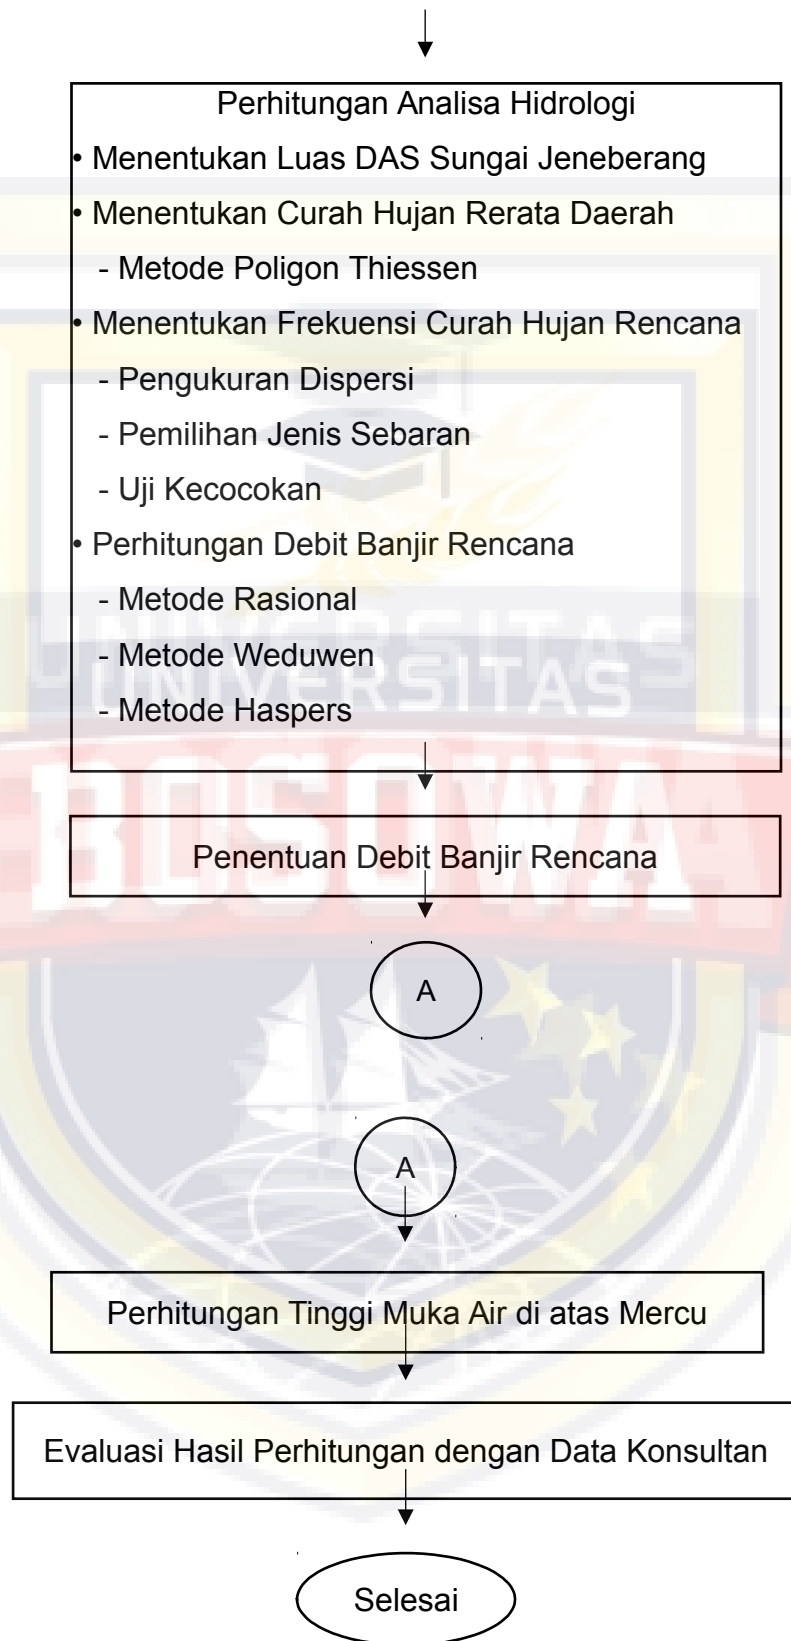 Perhitungan Analisa Hidrologi
• Menentukan Luas DAS Sungai Jeneberang
• Menentukan Curah Hujan Rerata Daerah
- Metode Poligon Thiessen
• Menentukan Frekuensi Curah Hujan Rencana
- Pengukuran Dispersi
- Pemilihan Jenis Sebaran
- Uji Kecocokan
• Perhitungan Debit Banjir Rencana
- Metode Rasional
UNIVERSITAS
- Metode Weduwen
- Metode Haspers
BOSOWA
Penentuan Debit Banjir Rencana
A
A
Perhitungan Tinggi Muka Air di atas Mercu
Evaluasi Hasil Perhitungan dengan Data Konsultan
Selesai